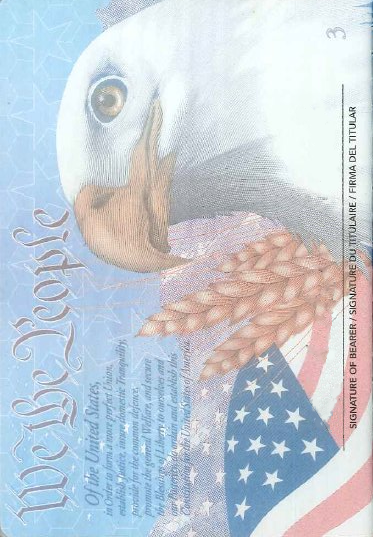 We the People
Of the United States,
in Order to form a more perfect Union,
establish Justice, insure domestic Tranquility,
provide for the common defence,
promote the general Welfare, and secure
the Blessings of Liberty to ourselves and
our Posterity, do ordain and establish this
Constitution for the United States of America.
SIGNATURE OF BEARER / SIGNATURE DU TITULAIRE / FIRMA DEL TITULAR
3